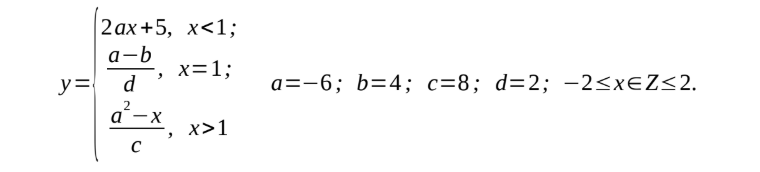 2ax+5, x<1;
y= a−b/d, x=1; a=−6; b=4; c=8; d=2; −2≤x∈Z≤2.
a²−x/c, x>1